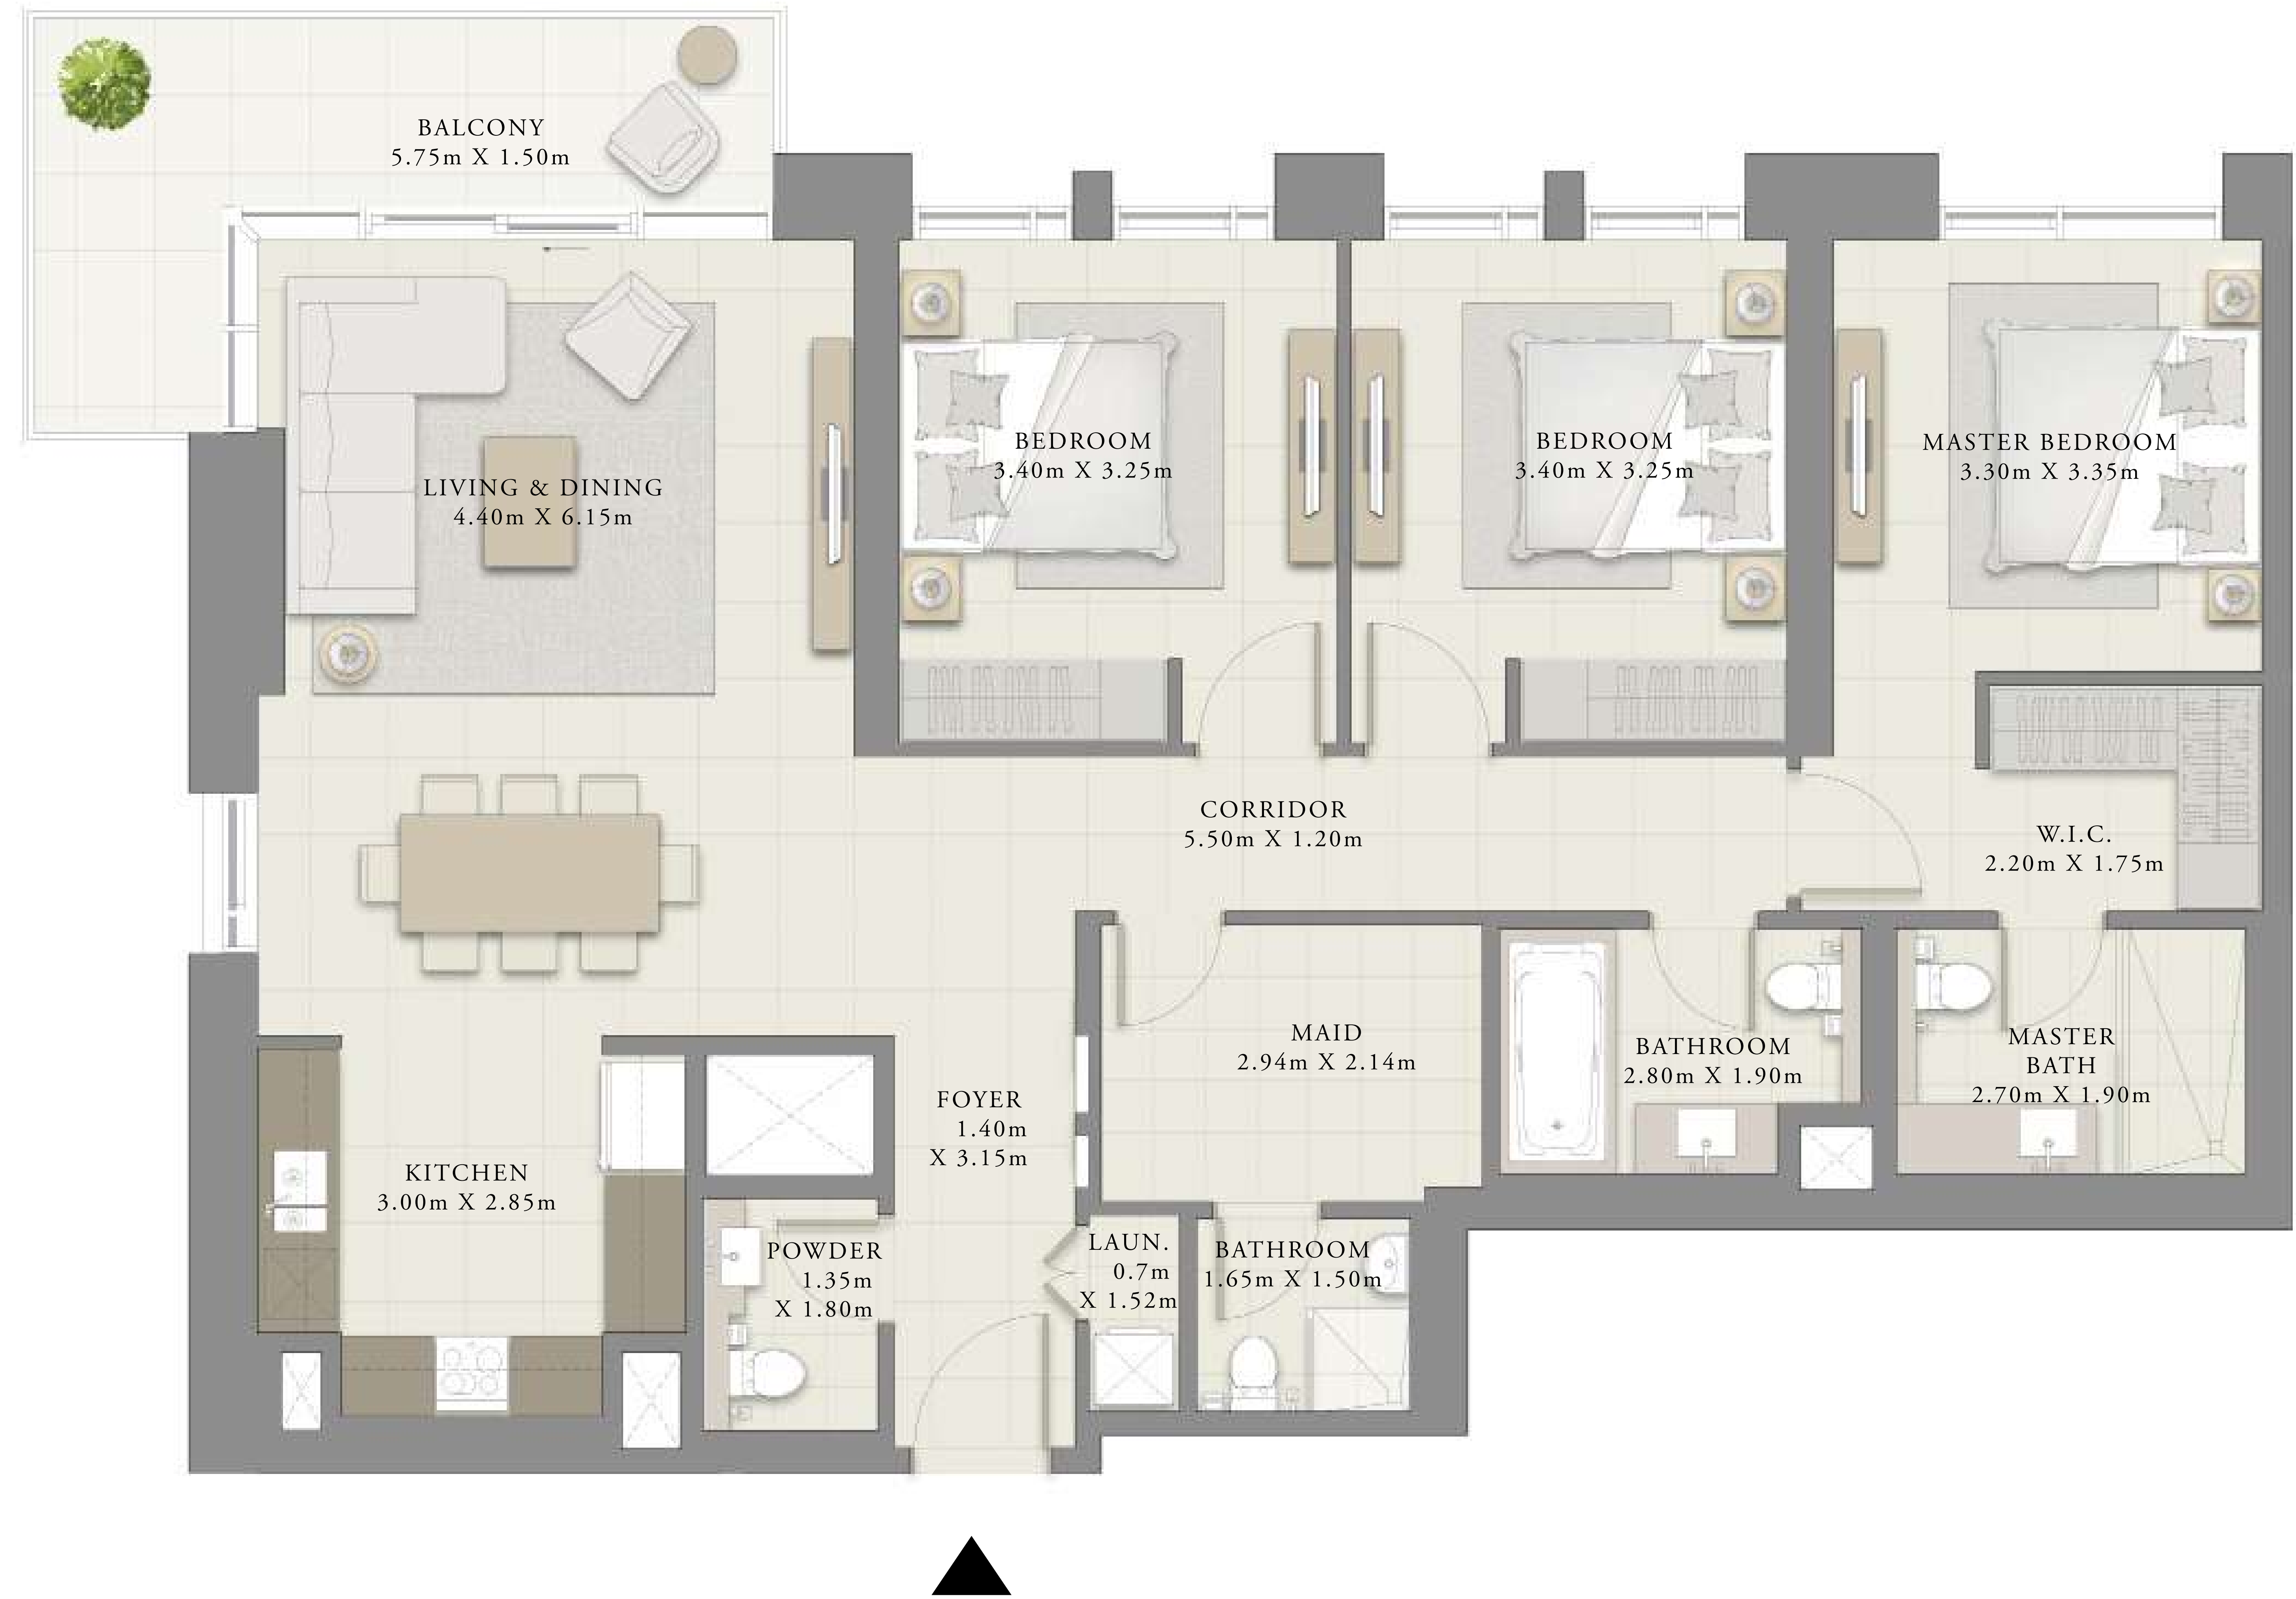 BALCONY
5.75m X 1.50m
LIVING & DINING
4.40m X 6.15m
BEDROOM
3.40m X 3.25m
BEDROOM
3.40m X 3.25m
MASTER BEDROOM
3.30m X 3.35m
CORRIDOR
5.50m X 1.20m
W.I.C.
2.20m X 1.75m
MAID
2.94m X 2.14m
BATHROOM
2.80m X 1.90m
MASTER
BATH
2.70m X 1.90m
KITCHEN
3.00m X 2.85m
FOYER
1.40m
X 3.15m
POWDER
1.35m
X 1.80m
LAUN.
0.7m
X 1.52m
BATHROOM
1.65m X 1.50m